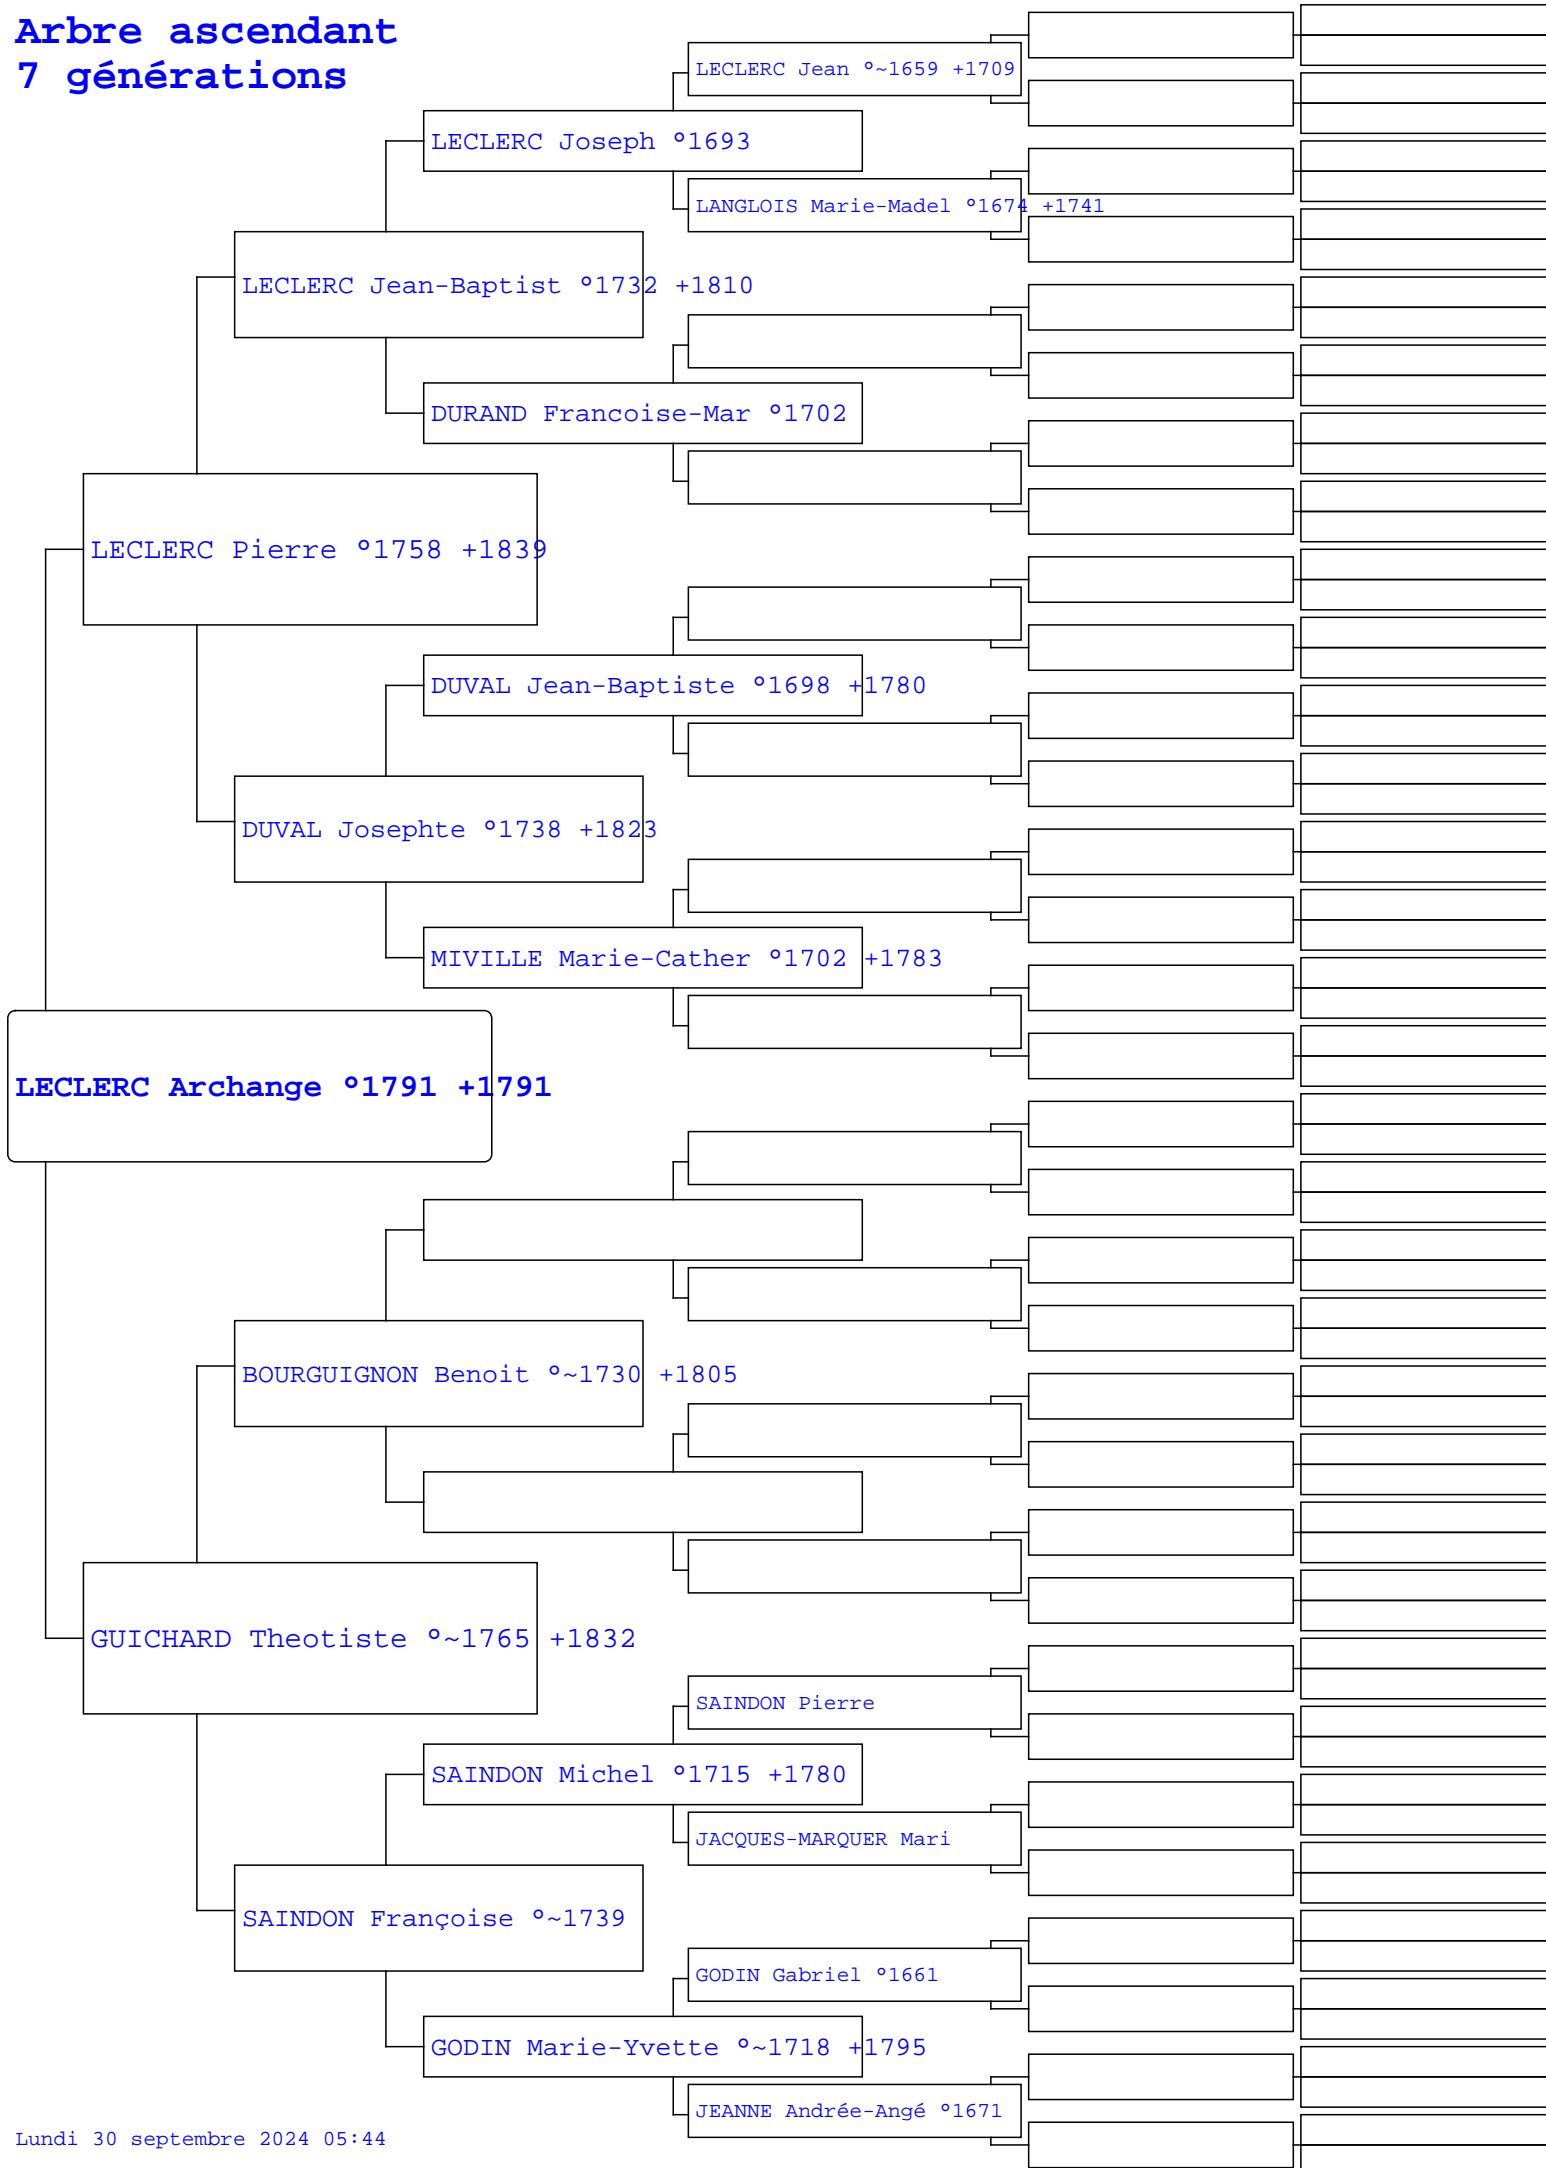 Arbre ascendant
7 générations
LECLERC Jean °~1659 +1709
LECLERC Joseph °1693
LANGLOIS Marie-Madel °1674 +1741
LECLERC Jean-Baptist °1732 +1810
DURAND Francoise-Mar °1702
LECLERC Pierre °1758 +1839
DUVAL Jean-Baptiste °1698 +1780
DUVAL Josephte °1738 +1823
MIVILLE Marie-Cather °1702 +1783
LECLERC Archange °1791 +1791
BOURGUIGNON Benoit °~1730 +1805
GUICHARD Theotiste °~1765 +1832
SAINDON Pierre
SAINDON Michel °1715 +1780
JACQUES-MARQUER Mari
SAINDON Françoise °~1739
GODIN Gabriel °1661
GODIN Marie-Yvette °~1718 +1795
JEANNE Andrée-Angé °1671
Lundi 30 septembre 2024 05:44